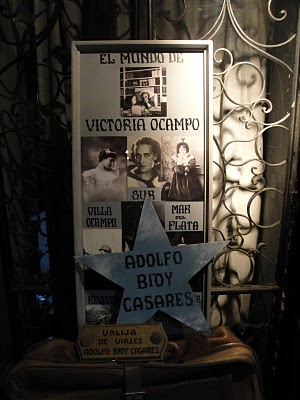 EL MUNDO DE
VICTORIA OCAMPO
SUR
VILLA
OCAMPO
MAR
DEL
PLATA
ADOLFO
BIOY
CASARES
VALIJA
DE VIAJES
ADOLFO BIOY CASARES